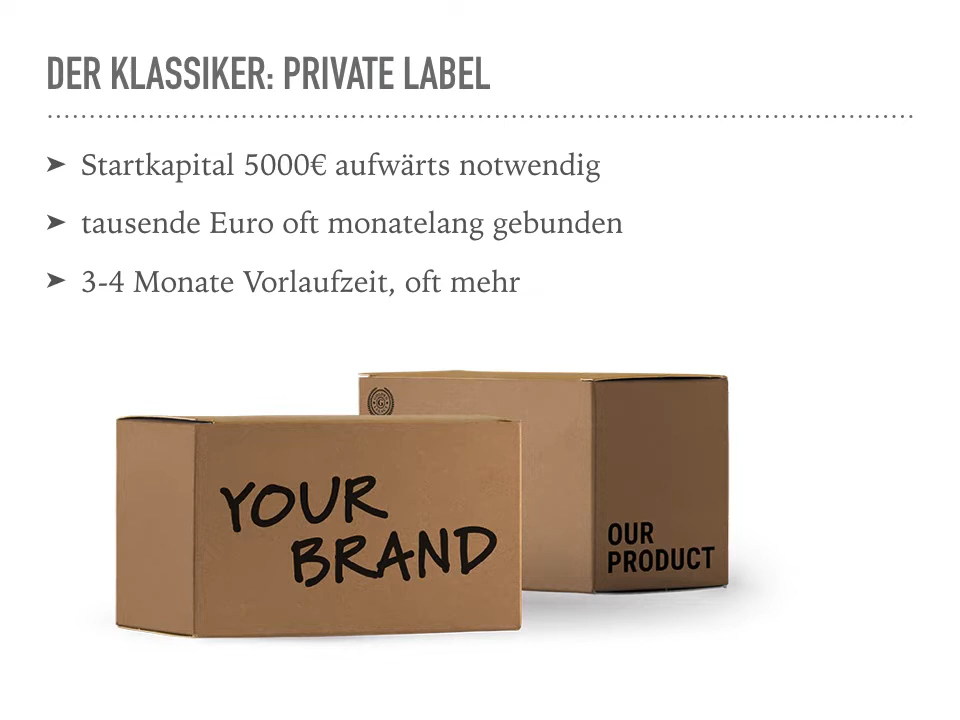 DER KLASSIKER: PRIVATE LABEL
➤ Startkapital 5000€ aufwärts notwendig
➤ tausende Euro oft monatelang gebunden
➤ 3-4 Monate Vorlaufzeit, oft mehr
YOUR
BRAND
OUR
PRODUCT